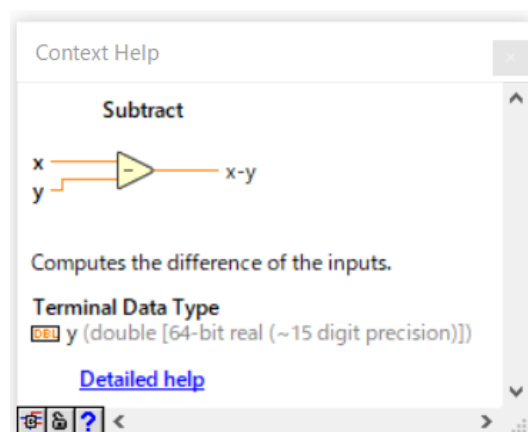 Context Help
Subtract
x
y
x-y
Computes the difference of the inputs.
Terminal Data Type
DBL y (double [64-bit real (~15 digit precision)])
Detailed help
?